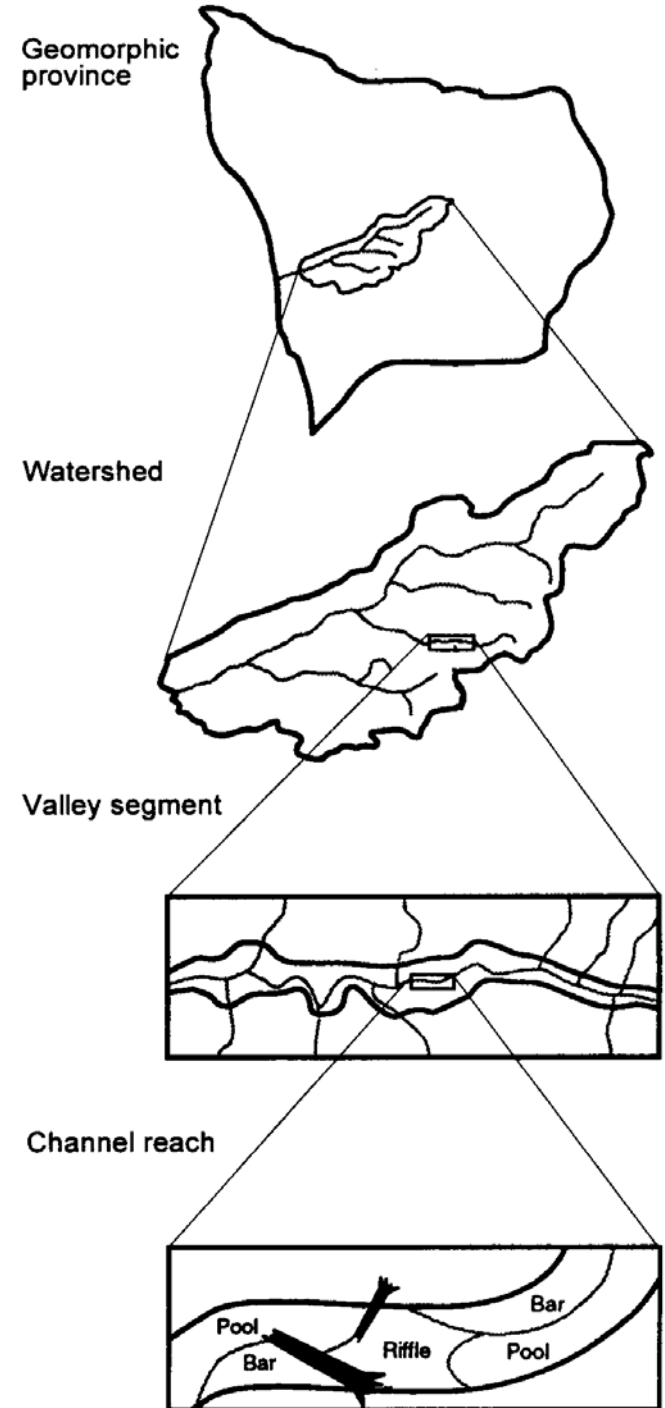 Geomorphic
province
Watershed
Valley segment
Channel reach
Bar
Pool
Riffle
Pool
Bar